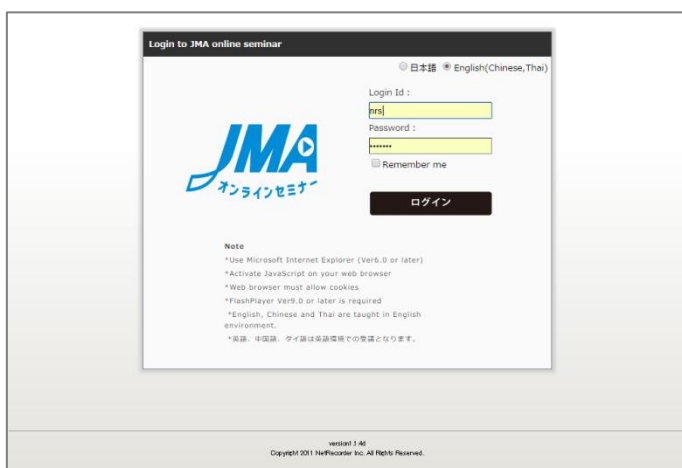 Login to JMA online seminar
日本語 English(Chinese,Thai)
Login Id :
nrs
Password :
•••••••
Remember me
JMA
オンラインセミナー
ログイン
Note
*Use Microsoft Internet Explorer (Ver6.0 or later)
*Activate JavaScript on your web browser
*Web browser must allow cookies
*FlashPlayer Ver9.0 or later is required
*English, Chinese and Thai are taught in English
environment.
*英語、中国語、タイ語は英語環境での受講となります。
version1.1.4d
Copyright 2011 NetRecorder Inc. All Rights Reserved.